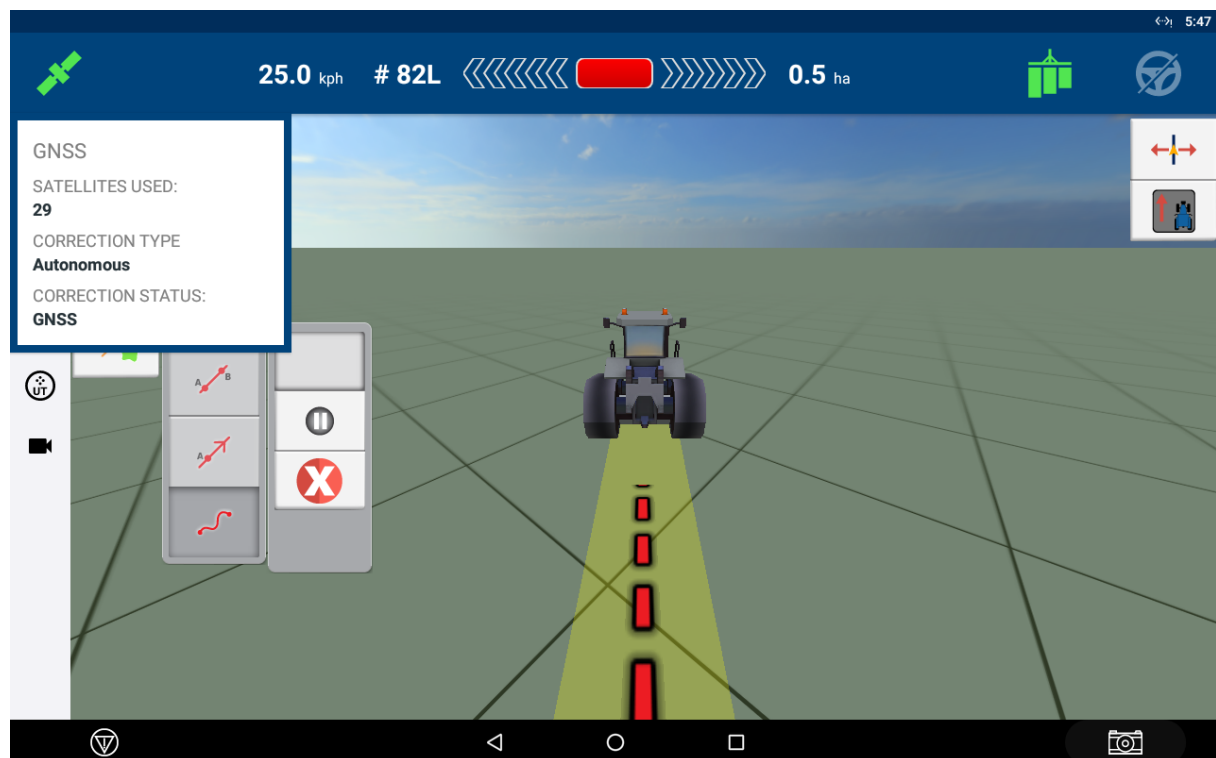 5:47
25.0 kph # 82L 0.5 ha
GNSS
SATELLITES USED:
29
CORRECTION TYPE
Autonomous
CORRECTION STATUS:
GNSS
UT
A B
A
X